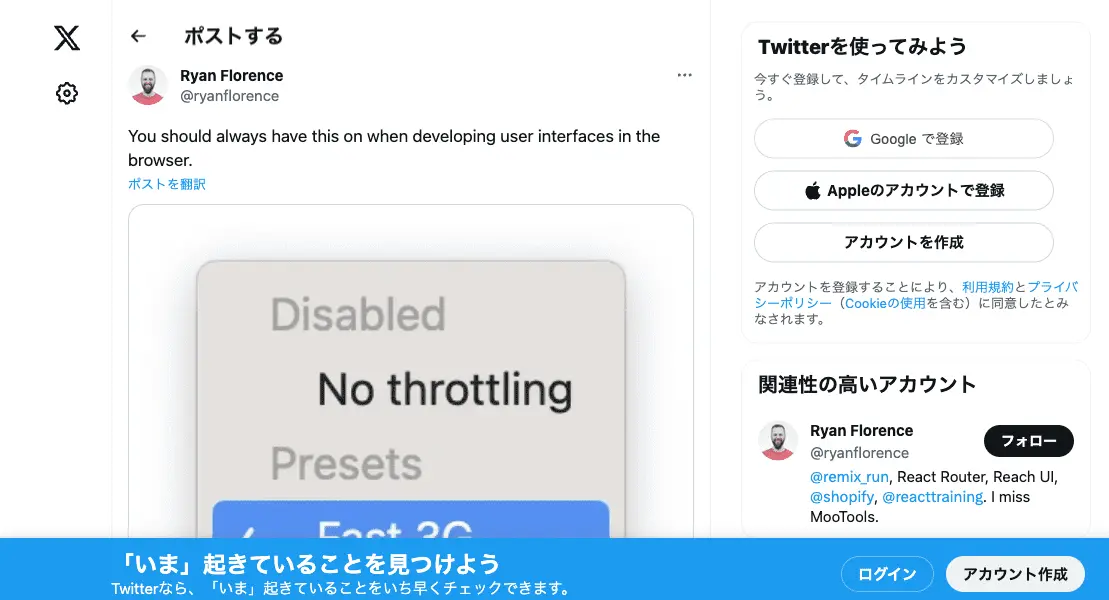 ポストする
Ryan Florence
@ryanflorence
You should always have this on when developing user interfaces in the
browser.
ポストを翻訳
Disabled
No throttling
Presets
Fast 3G
Twitterを使ってみよう
今すぐ登録して、タイムラインをカスタマイズしましょ
う。
Google で登録
Appleのアカウントで登録
アカウントを作成
アカウントを登録することにより、利用規約とプライバ
シーポリシー（Cookieの使用を含む）に同意したとみ
なされます。
関連性の高いアカウント
Ryan Florence
@ryanflorence
フォロー
@remix_run, React Router, Reach UI,
@shopify, @reacttraining. I miss
MooTools.
「いま」起きていることを見つけよう
Twitterなら、「いま」起きていることをいち早くチェックできます。
ログイン
アカウント作成